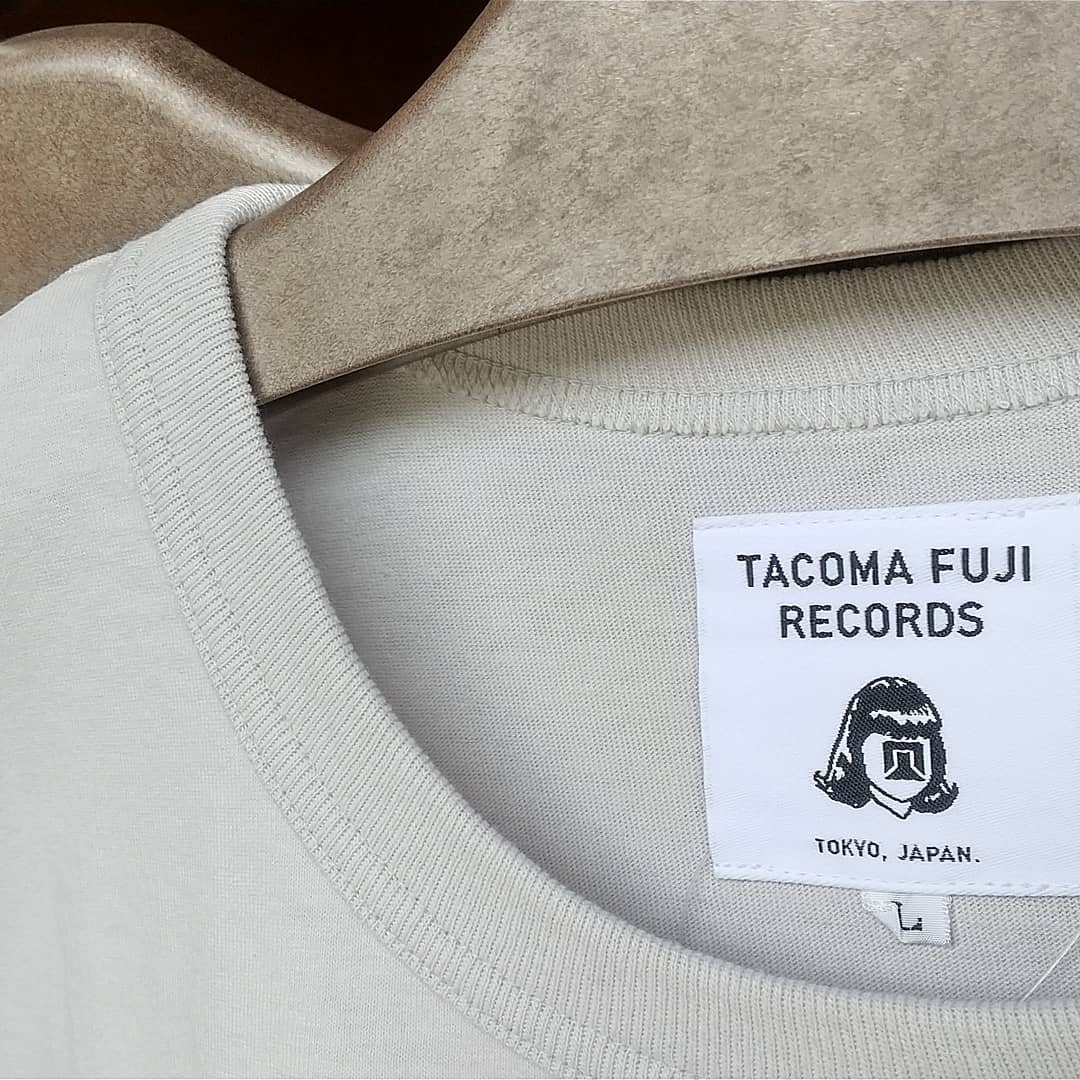 TACOMA FUJI
RECORDS
TOKYO, JAPAN.
L